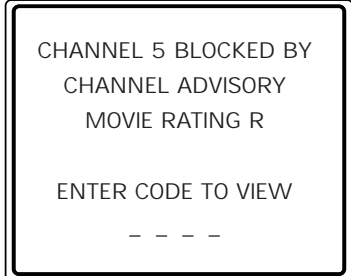 CHANNEL 5 BLOCKED BY
CHANNEL ADVISORY
MOVIE RATING R
ENTER CODE TO VIEW
_ _ _ _